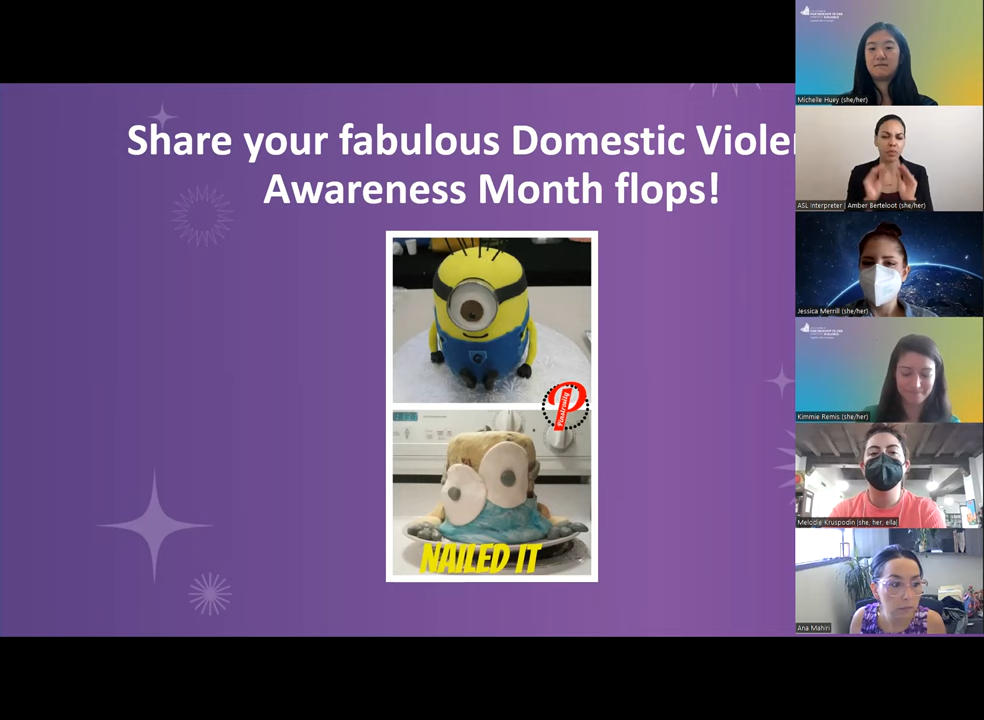 Share your fabulous Domestic Violen
Awareness Month flops!
NAILED IT
Michelle Huey (she/her)
ASL Interpreter | Amber Berteloot (she/her)
Jessica Merrill (she/her)
Kimmie Remis (she/her)
Melodie Kruspodin (she, her, ella)
Ana Mahiri